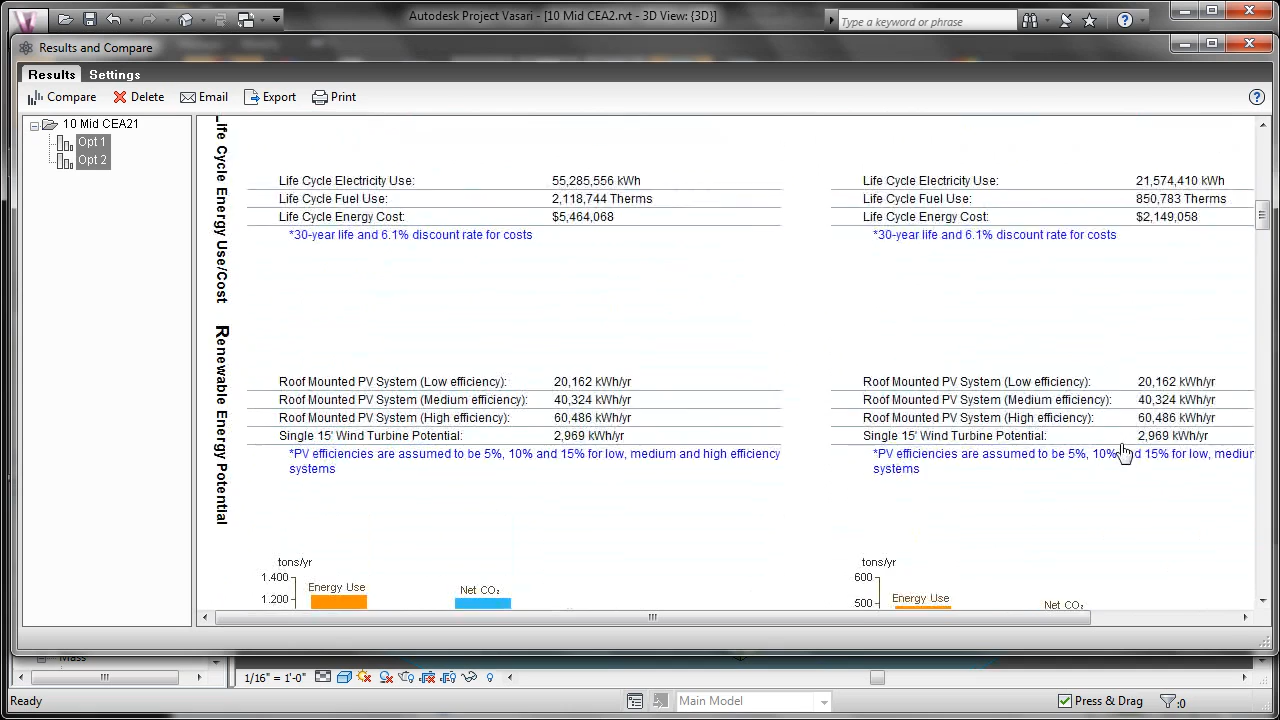 Autodesk Project Vasari - [10 Mid CEA2.rvt - 3D View: {3D}]
Type a keyword or phrase
Results and Compare
Results
Settings
Compare
Delete
Email
Export
Print
10 Mid CEA21
Opt 1
Opt 2
Life Cycle Energy Use/Cost
Life Cycle Electricity Use: 55,285,556 kWh
Life Cycle Fuel Use: 2,118,744 Therms
Life Cycle Energy Cost: $5,464,068
*30-year life and 6.1% discount rate for costs
Life Cycle Electricity Use: 21,574,410 kWh
Life Cycle Fuel Use: 850,783 Therms
Life Cycle Energy Cost: $2,149,058
*30-year life and 6.1% discount rate for costs
Renewable Energy Potential
Roof Mounted PV System (Low efficiency): 20,162 kWh/yr
Roof Mounted PV System (Medium efficiency): 40,324 kWh/yr
Roof Mounted PV System (High efficiency): 60,486 kWh/yr
Single 15' Wind Turbine Potential: 2,969 kWh/yr
*PV efficiencies are assumed to be 5%, 10% and 15% for low, medium and high efficiency
systems
Roof Mounted PV System (Low efficiency): 20,162 kWh/yr
Roof Mounted PV System (Medium efficiency): 40,324 kWh/yr
Roof Mounted PV System (High efficiency): 60,486 kWh/yr
Single 15' Wind Turbine Potential: 2,969 kWh/yr
*PV efficiencies are assumed to be 5%, 10% and 15% for low, medium
systems
tons/yr
1.400
1.200
Energy Use
Net CO₂
tons/yr
600
500
Energy Use
Net CO₂
Mass
1/16" = 1'-0"
Ready
Main Model
Press & Drag
:0